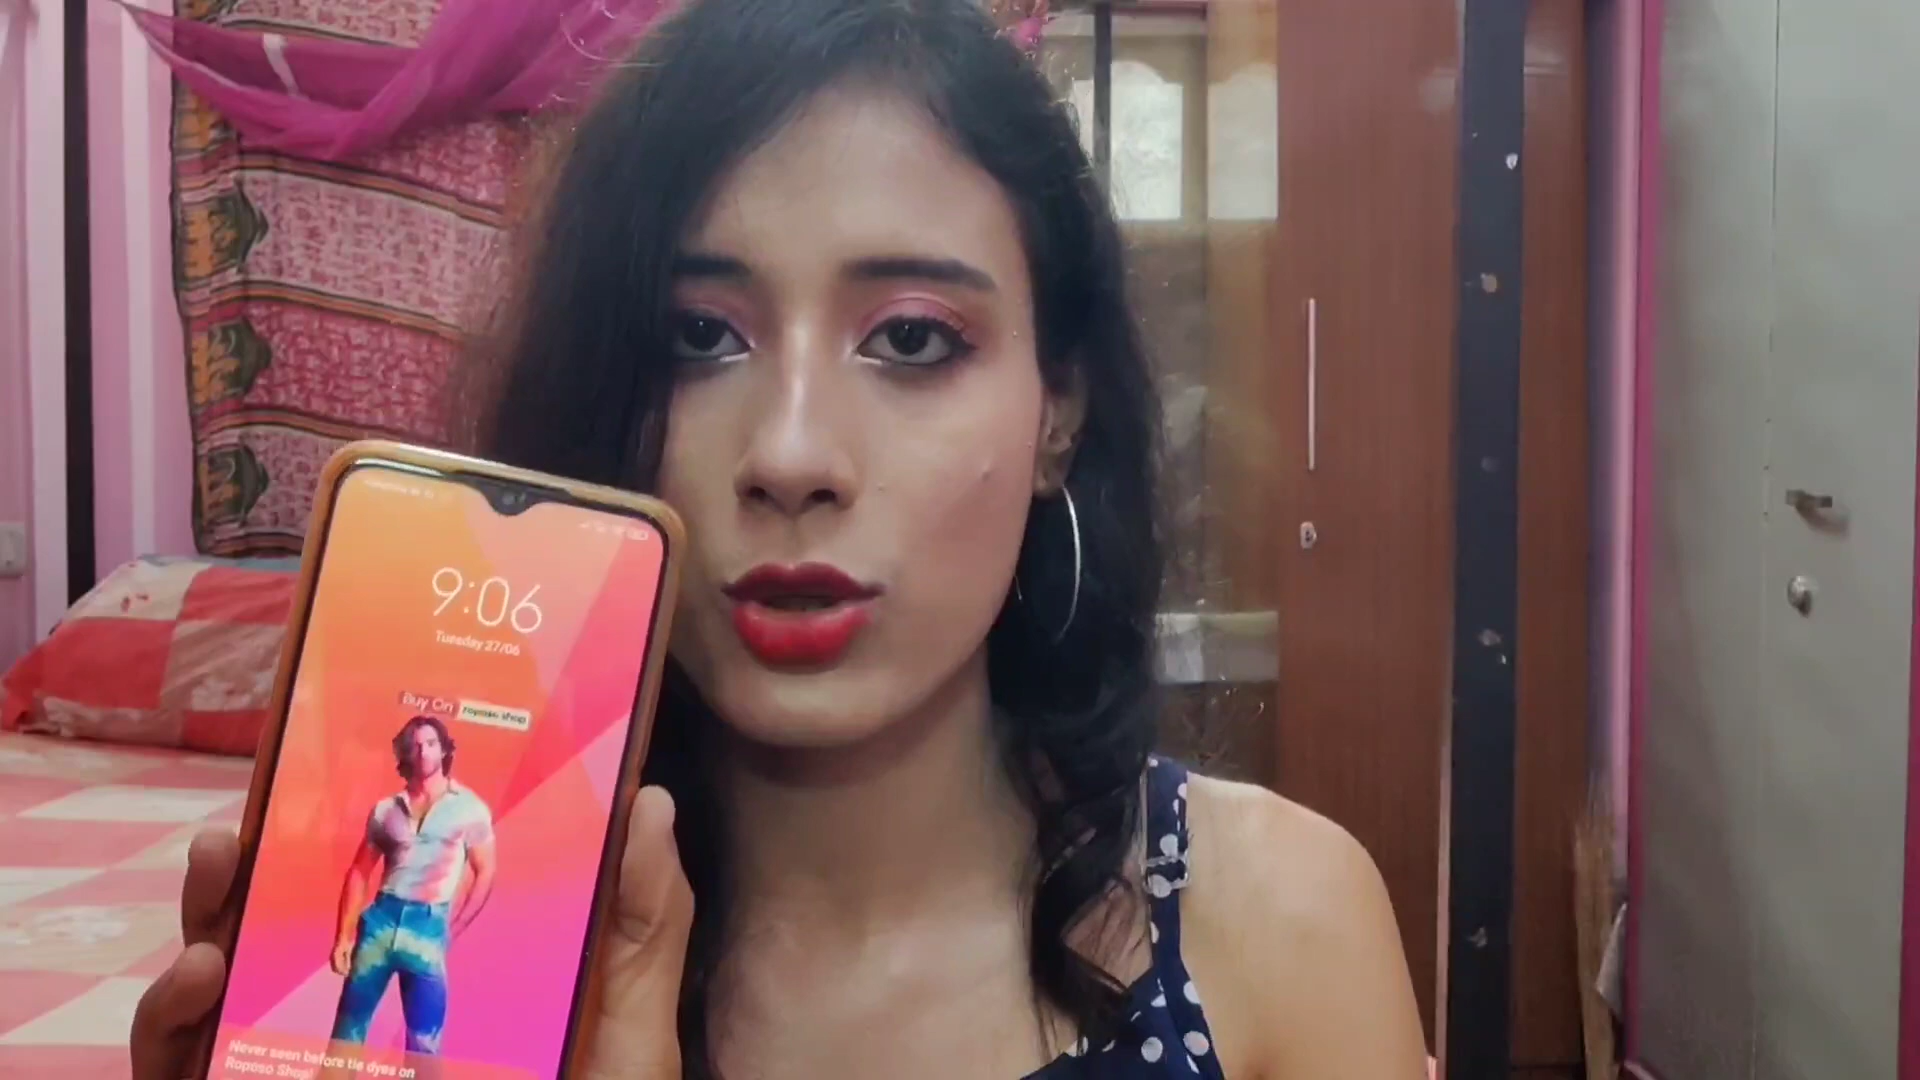 9:06
Tuesday 27/06
Buy On roposo shop
Never seen before tie dyes on
Roposo Shop!